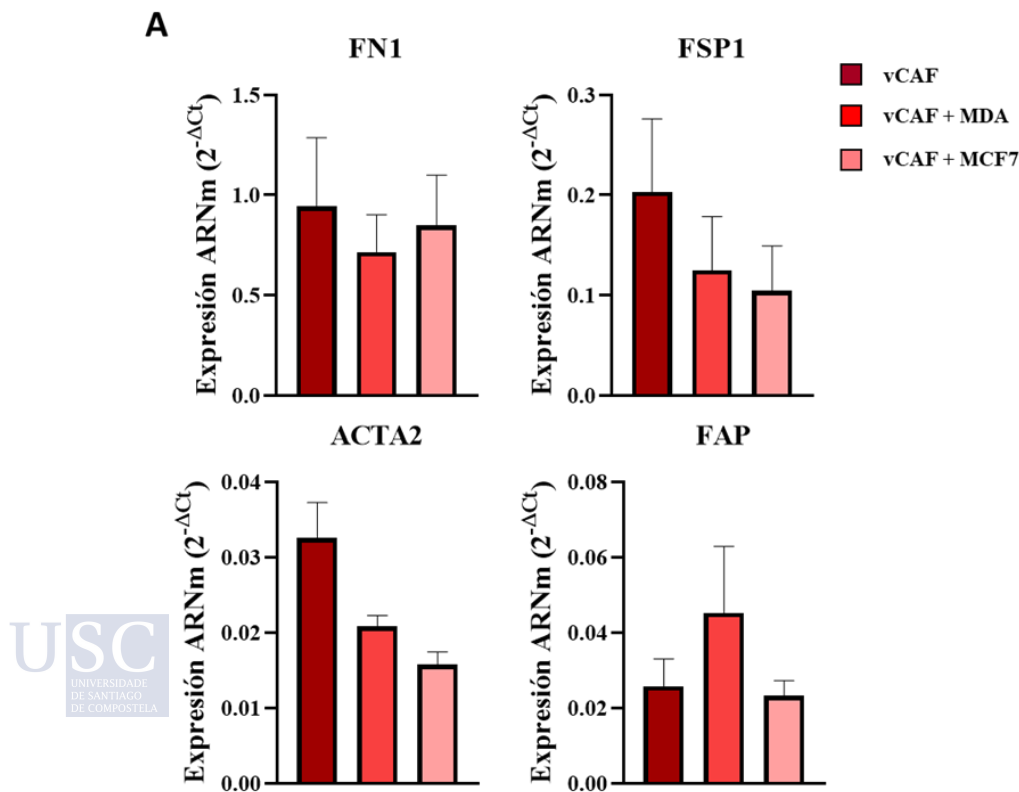 A
FN1
Expresión ARNm (2^-ΔCt)
1.5
1.0
0.5
0.0
FSP1
Expresión ARNm (2^-ΔCt)
0.3
0.2
0.1
0.0
vCAF
vCAF + MDA
vCAF + MCF7
ACTA2
Expresión ARNm (2^-ΔCt)
0.04
0.03
0.02
0.01
0.00
FAP
Expresión ARNm (2^-ΔCt)
0.08
0.06
0.04
0.02
0.00
USC
UNIVERSIDADE
DE SANTIAGO
DE COMPOSTELA